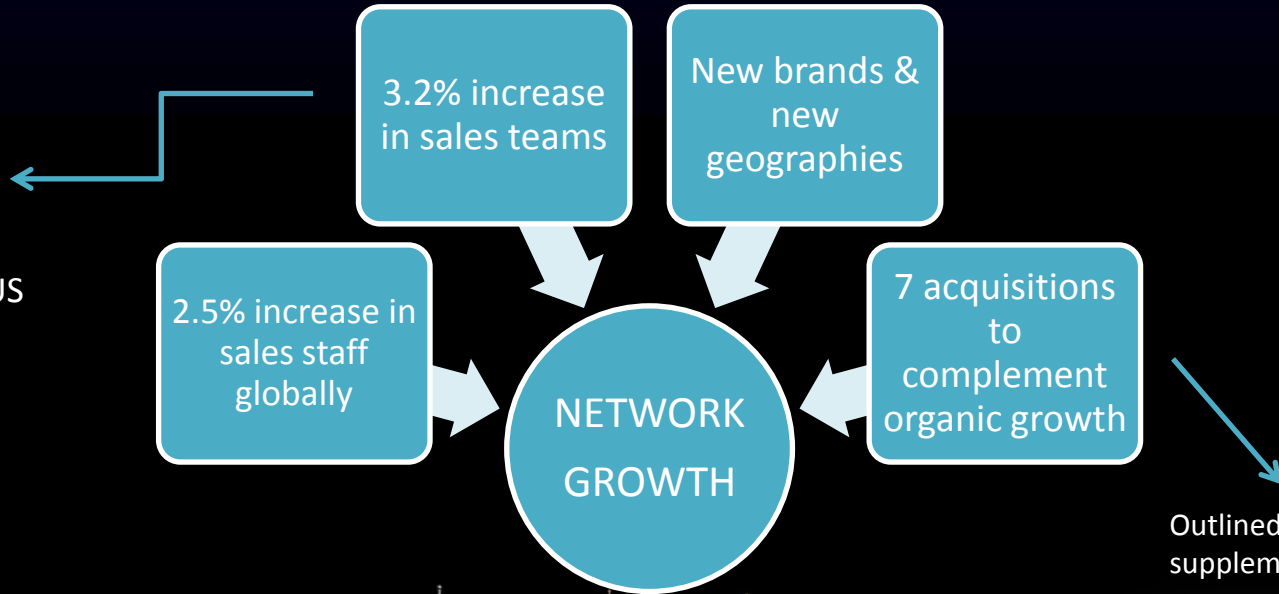 3.2% increase
in sales teams
New brands &
new
geographies
US
2.5% increase in
sales staff
globally
7 acquisitions
to
complement
organic growth
NETWORK
GROWTH
Outlined